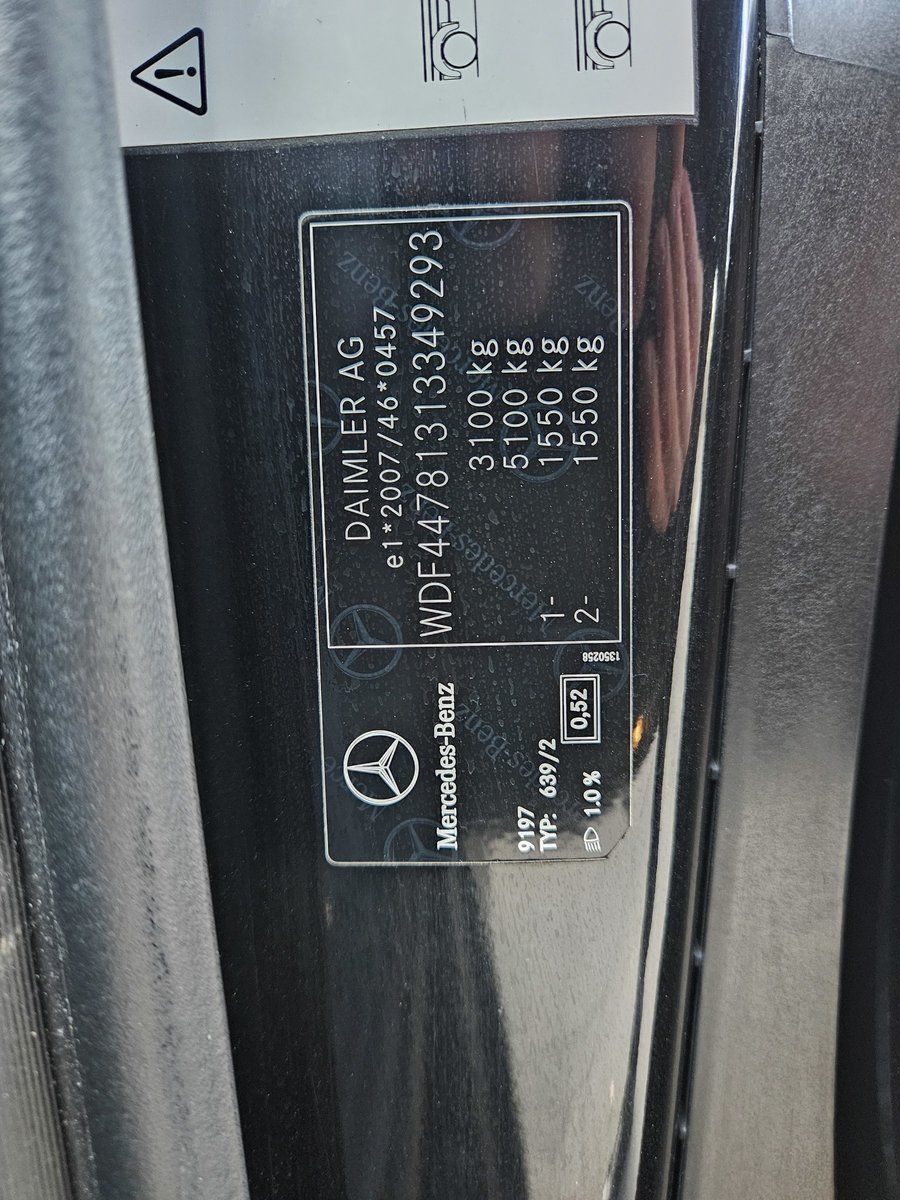 DAIMLER AG
e1*2007/46*0457
WDF44781313349293
3100 kg
5100 kg
1- 1550 kg
2- 1550 kg
Mercedes-Benz
9197
TYP: 639/2
1.0 %
0,52
1350258